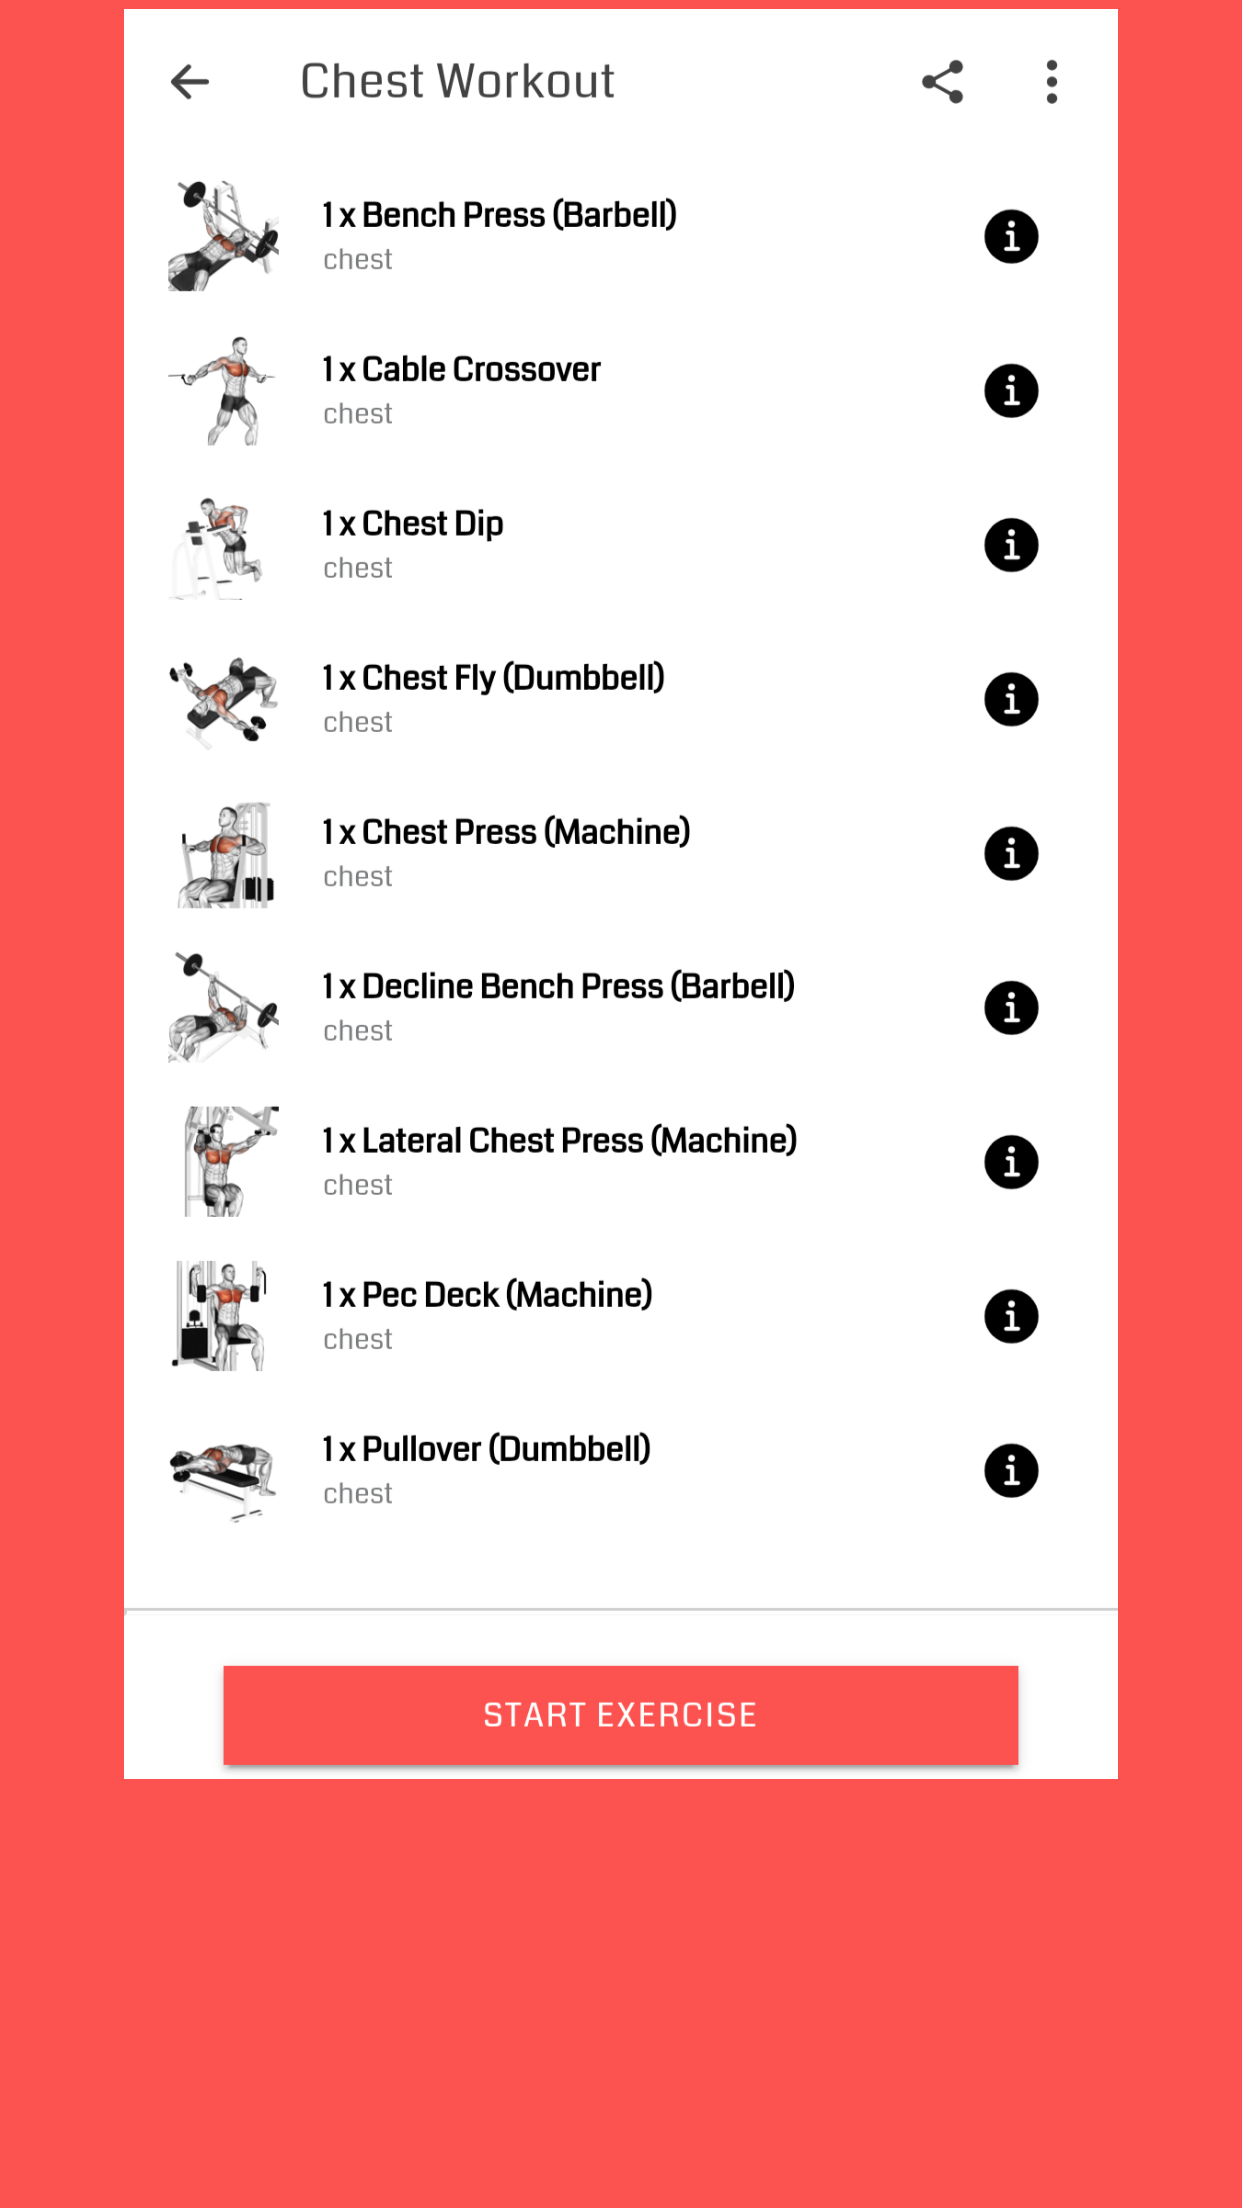 Chest Workout
1 x Bench Press (Barbell)
chest
1 x Cable Crossover
chest
1 x Chest Dip
chest
1 x Chest Fly (Dumbbell)
chest
1 x Chest Press (Machine)
chest
1 x Decline Bench Press (Barbell)
chest
1 x Lateral Chest Press (Machine)
chest
1 x Pec Deck (Machine)
chest
1 x Pullover (Dumbbell)
chest
START EXERCISE